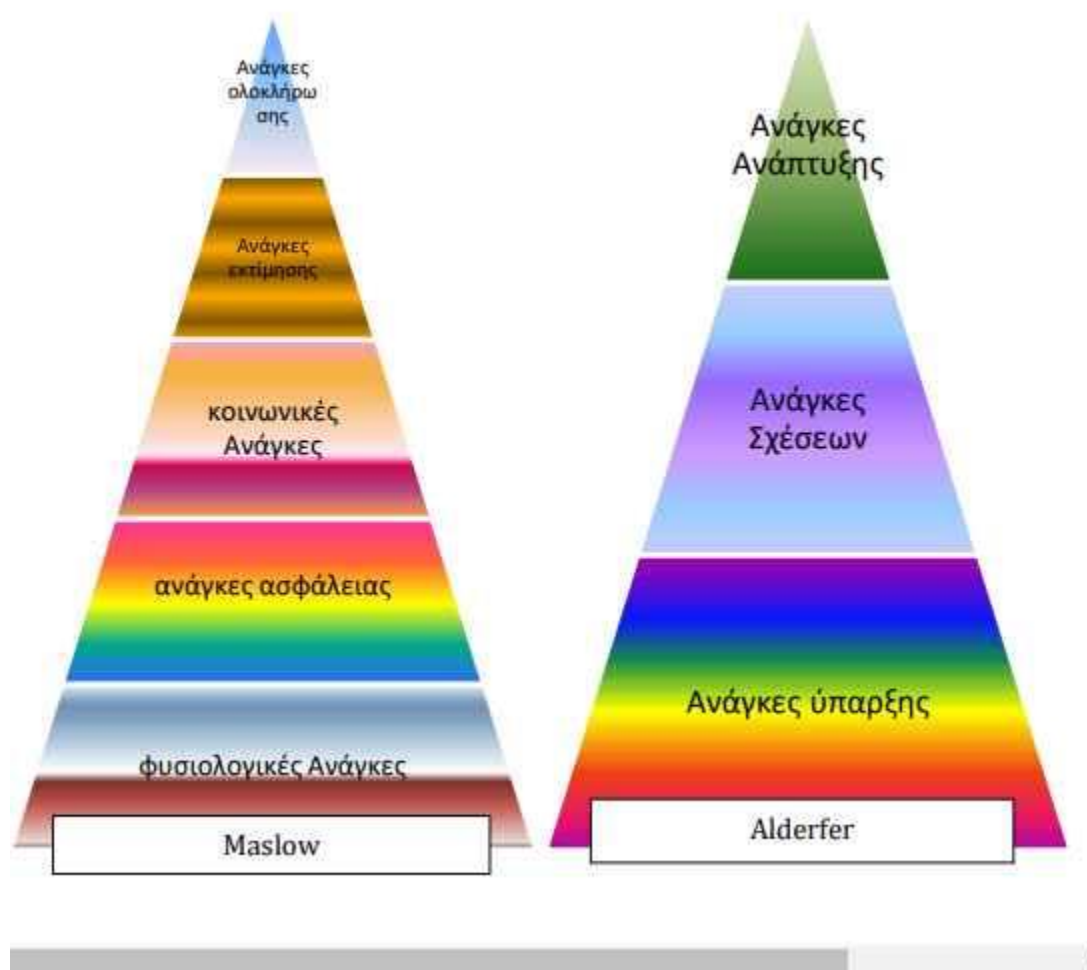 Ανάγκες
ολοκλήρω
σης
Ανάγκες
εκτίμησης
κοινωνικές
Ανάγκες
ανάγκες ασφάλειας
φυσιολογικές Ανάγκες
Maslow
Ανάγκες
Ανάπτυξης
Ανάγκες
Σχέσεων
Ανάγκες ύπαρξης
Alderfer